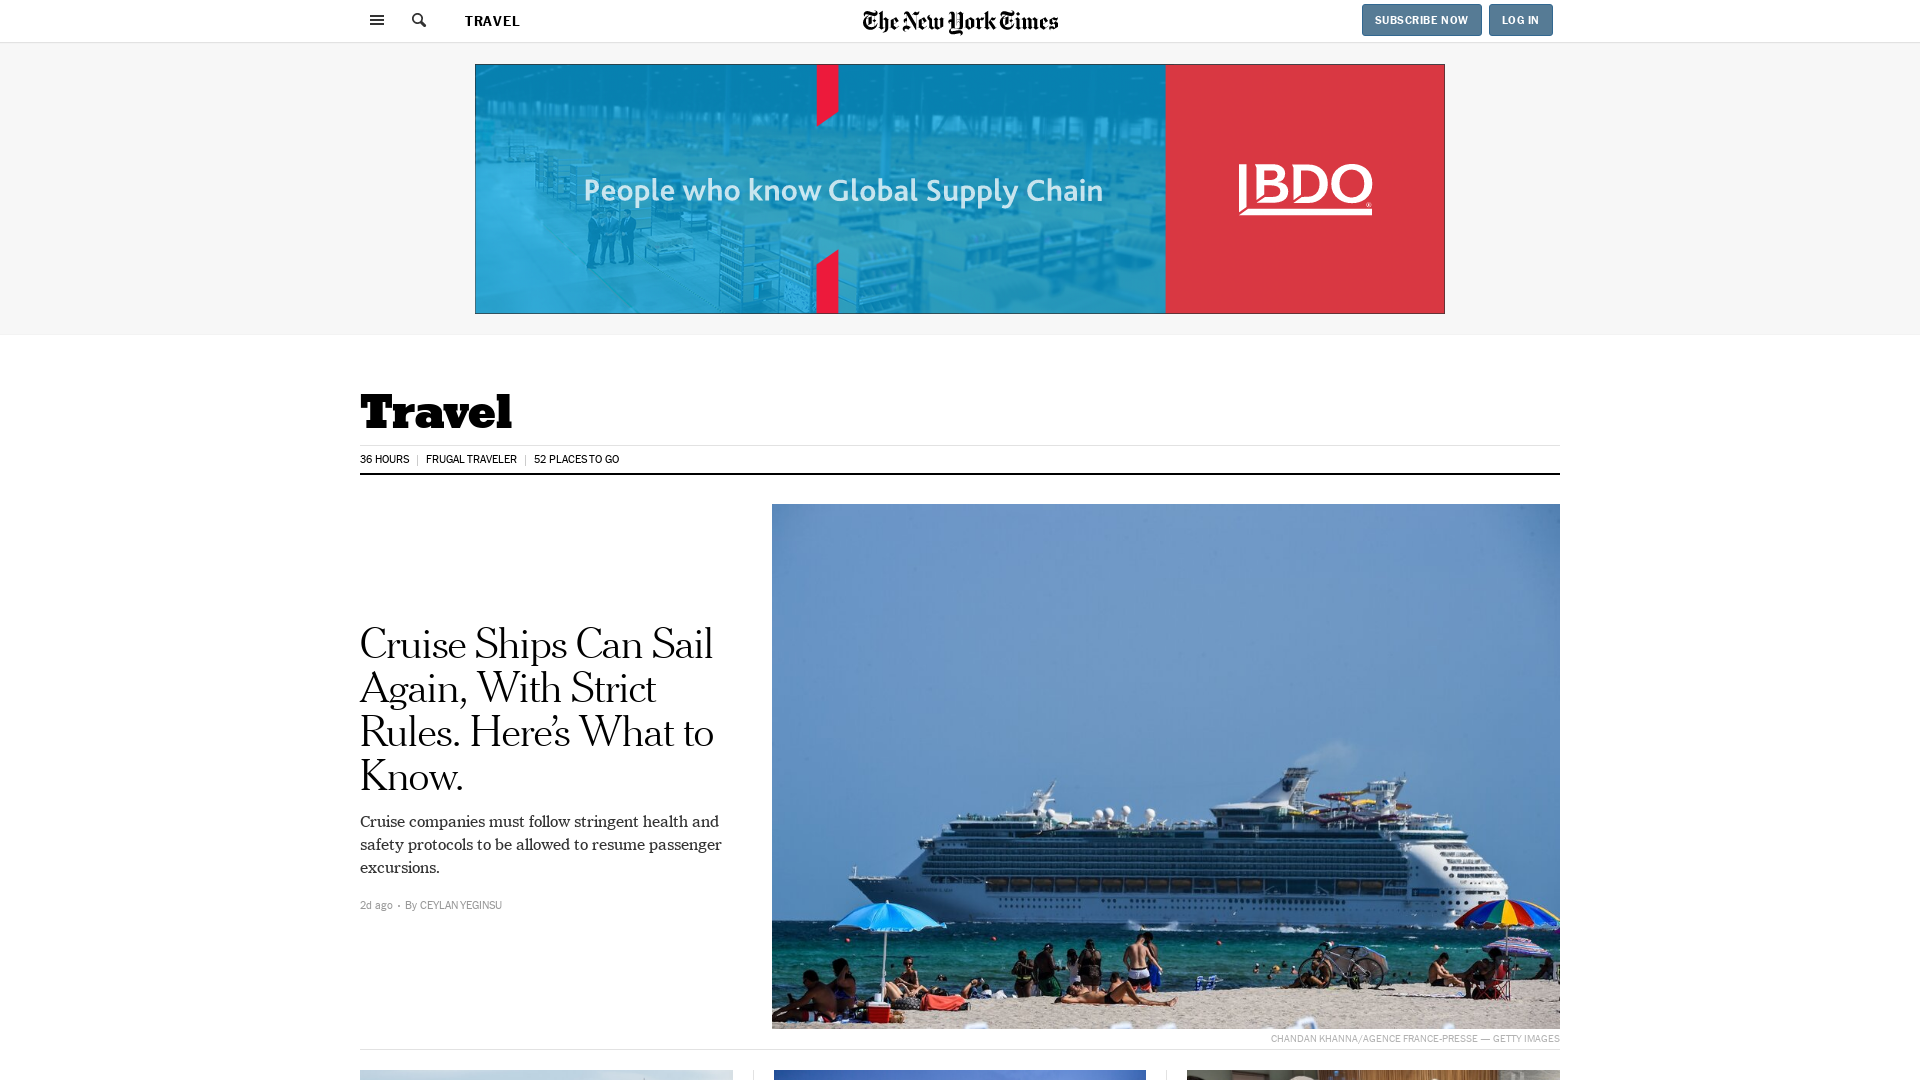 TRAVEL
The New York Times
SUBSCRIBE NOW
LOG IN
People who know Global Supply Chain
BDO
Travel
36 HOURS
FRUGAL TRAVELER
52 PLACES TO GO
Cruise Ships Can Sail
Again, With Strict
Rules. Here’s What to
Know.
Cruise companies must follow stringent health and
safety protocols to be allowed to resume passenger
excursions.
2d ago • By CEYLAN YEGINSU
CHANDAN KHANNA/AGENCE FRANCE-PRESSE — GETTY IMAGES